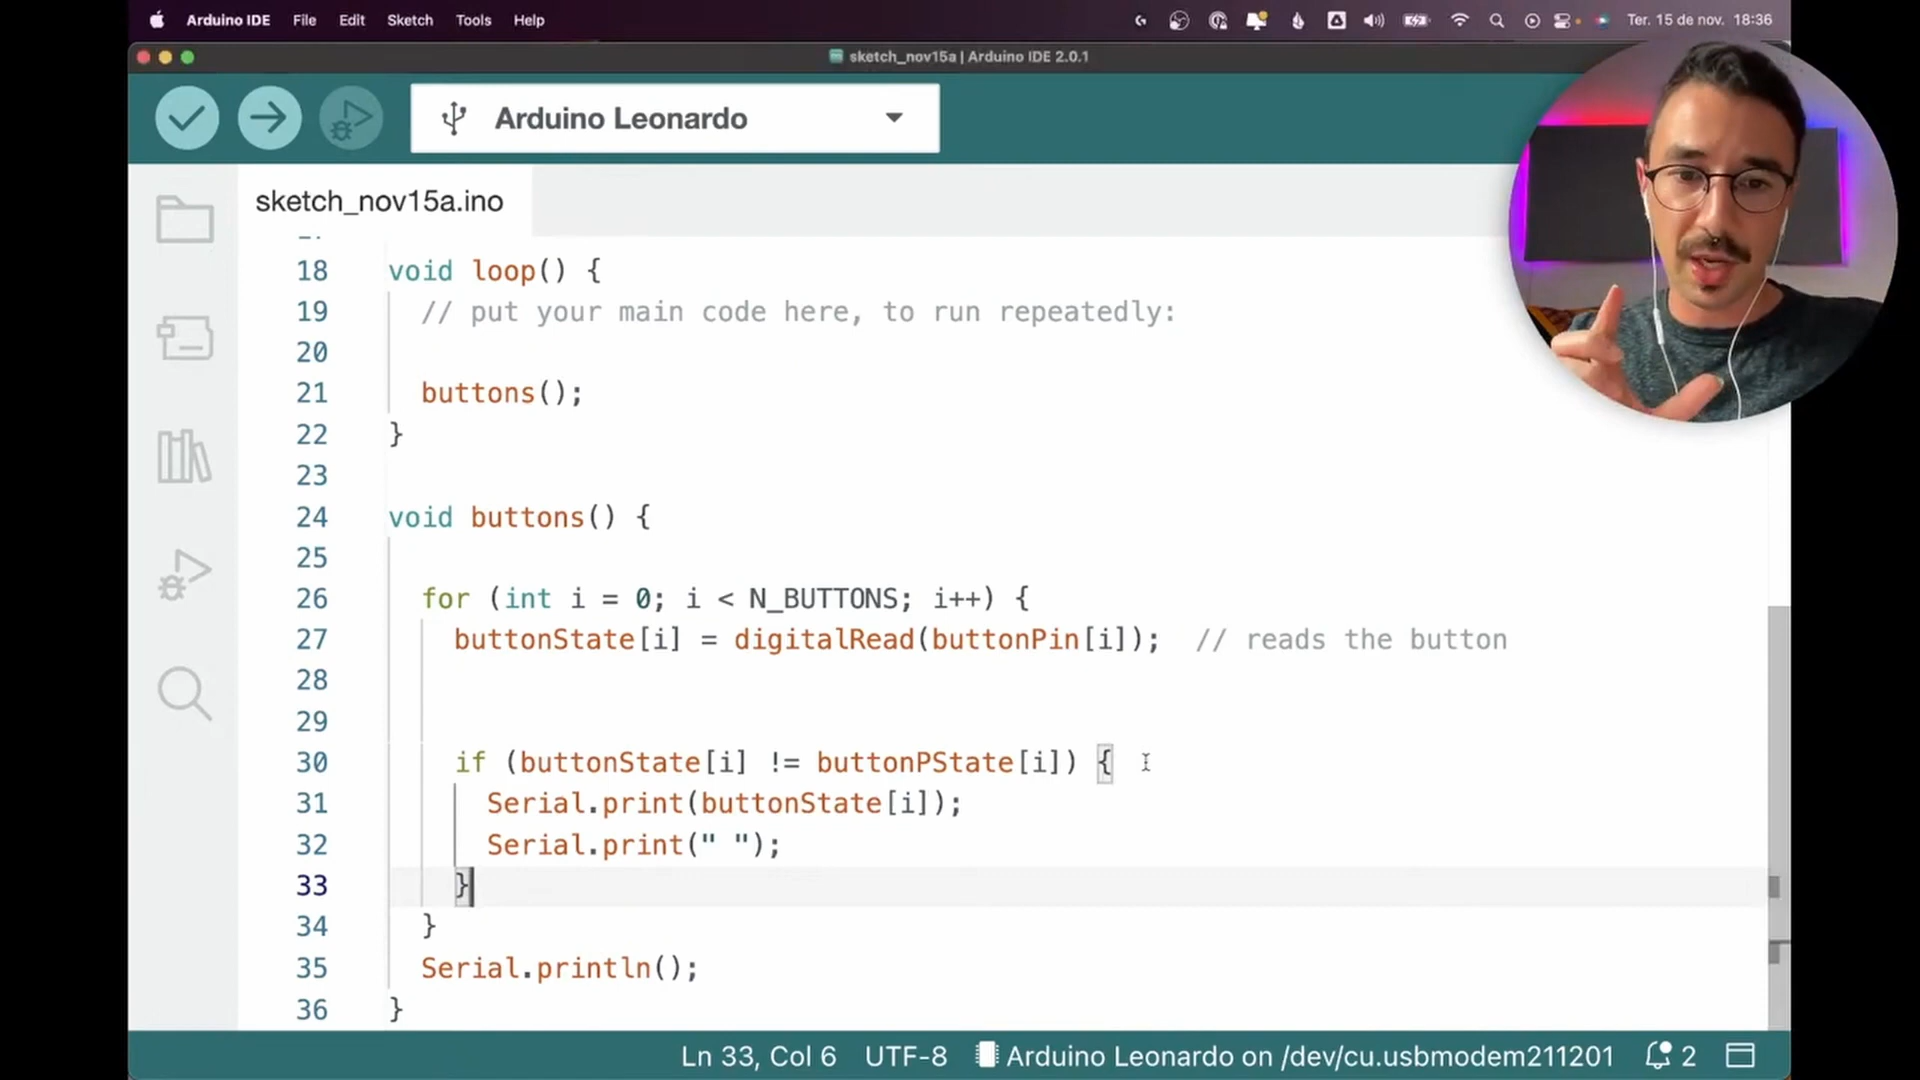 Arduino IDE File Edit Sketch Tools Help Ter. 15 de nov. 18:36
sketch_nov15a | Arduino IDE 2.0.1
Arduino Leonardo
sketch_nov15a.ino
18 void loop() {
19 // put your main code here, to run repeatedly:
20
21 buttons();
22 }
23
24 void buttons() {
25
26 for (int i = 0; i < N_BUTTONS; i++) {
27 buttonState[i] = digitalRead(buttonPin[i]); // reads the button
28
29
30 if (buttonState[i] != buttonPState[i]) {
31 Serial.print(buttonState[i]);
32 Serial.print(" ");
33 }
34 }
35 Serial.println();
36 }
Ln 33, Col 6 UTF-8 Arduino Leonardo on /dev/cu.usbmodem211201 2